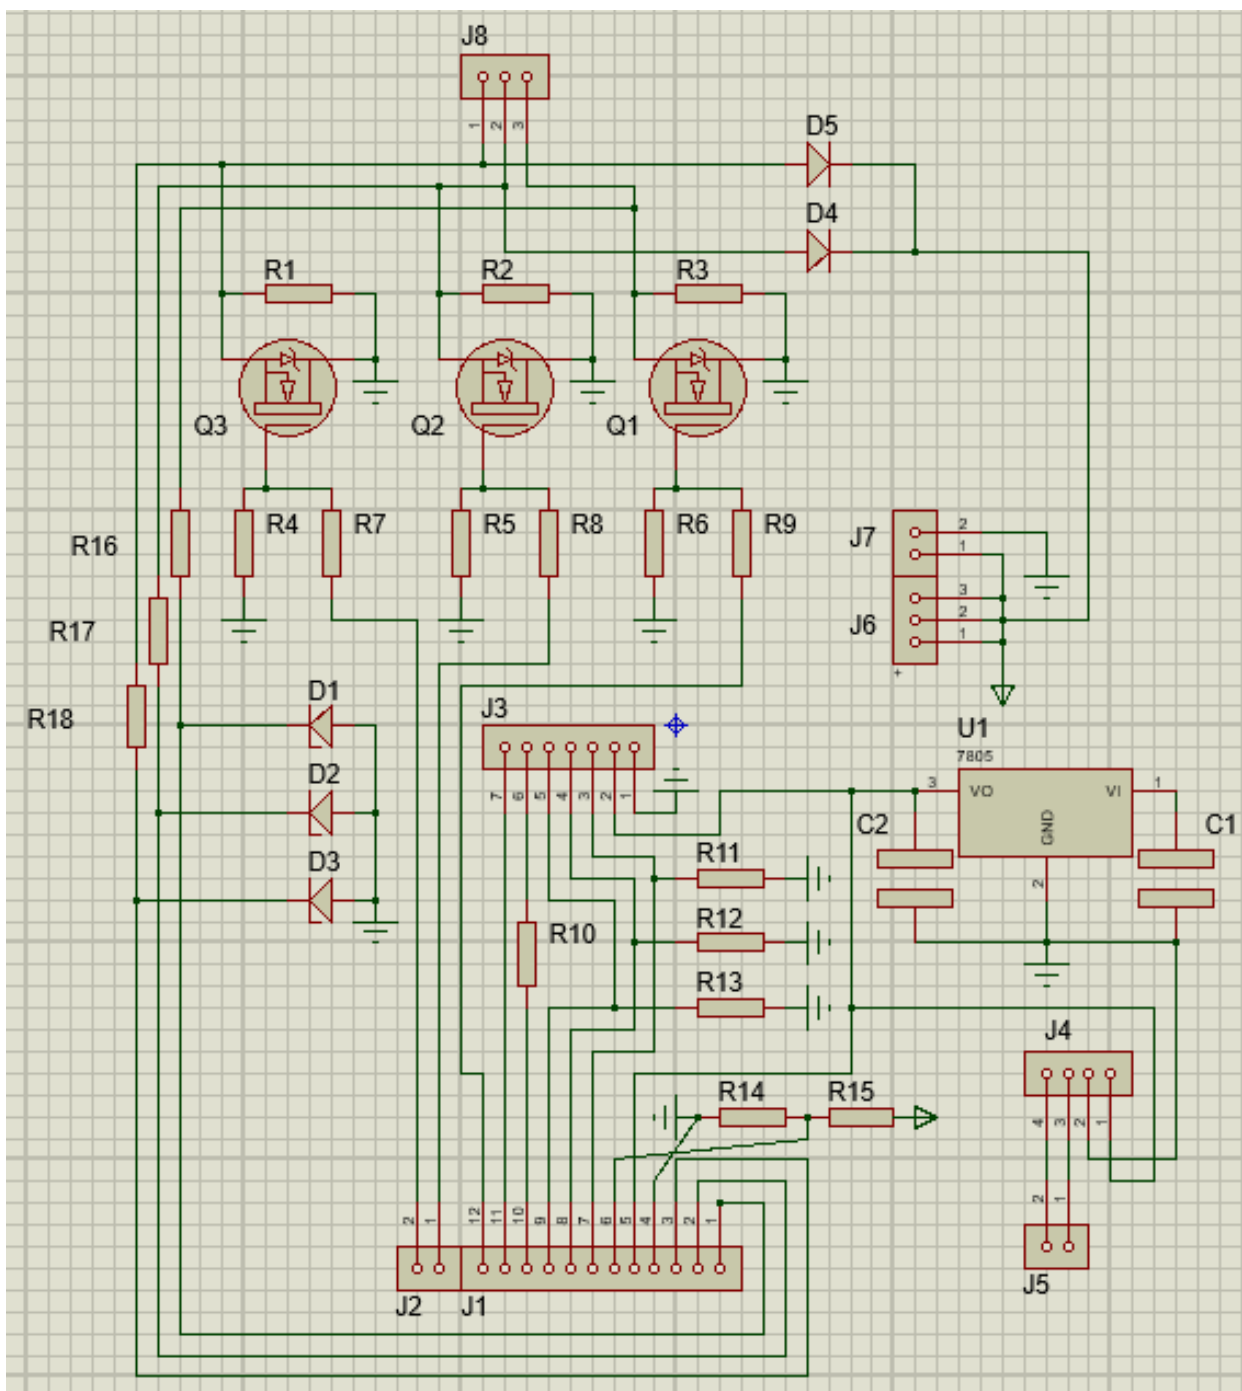 J8
1 2 3
D5
D4
R1 R2 R3
Q3 Q2 Q1
R4 R7 R5 R8 R6 R9
J7
2
1
R16
J6
3
2
1
+
R17
R18
D1
D2
D3
J3
7 6 5 4 3 2 1
U1
7805
3 VO VI 1
GND
2
C2 C1
R11
R10
R12
R13
J4
4 3 2 1
R14 R15
2 1
J5
2 1 12 11 10 9 8 7 6 5 4 3 2 1
J2 J1